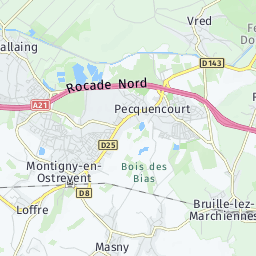 Vred
allaing
Fe
Do
D 143
Rocade Nord
A21
Pecquencourt
D25
Montigny-en-
Ostrevent
Bois des
Bias
D8
Loffre
Bruille-lez-
Marchiennes
Masny